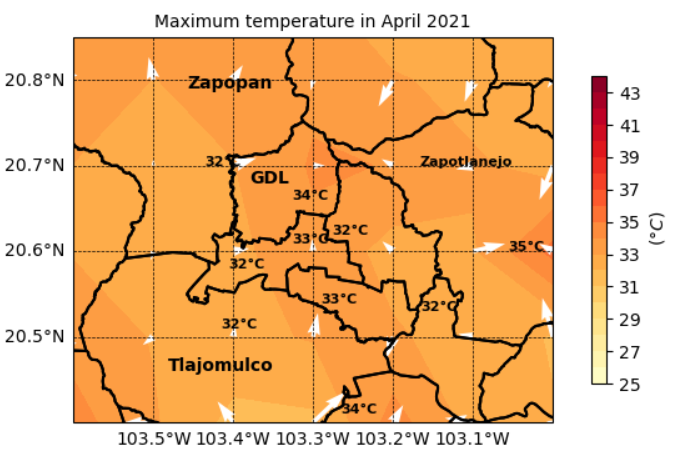 Maximum temperature in April 2021
20.8°N
Zapopan
43
41
20.7°N
32°
Zapotlanejo
39
GDL
37
34°C
35
33°C
32°C
20.6°N
35°C
33
32°C
31
33°C
32°C
29
32°C
20.5°N
27
Tlajomulco
25
34°C
(°C)
103.5°W 103.4°W 103.3°W 103.2°W 103.1°W